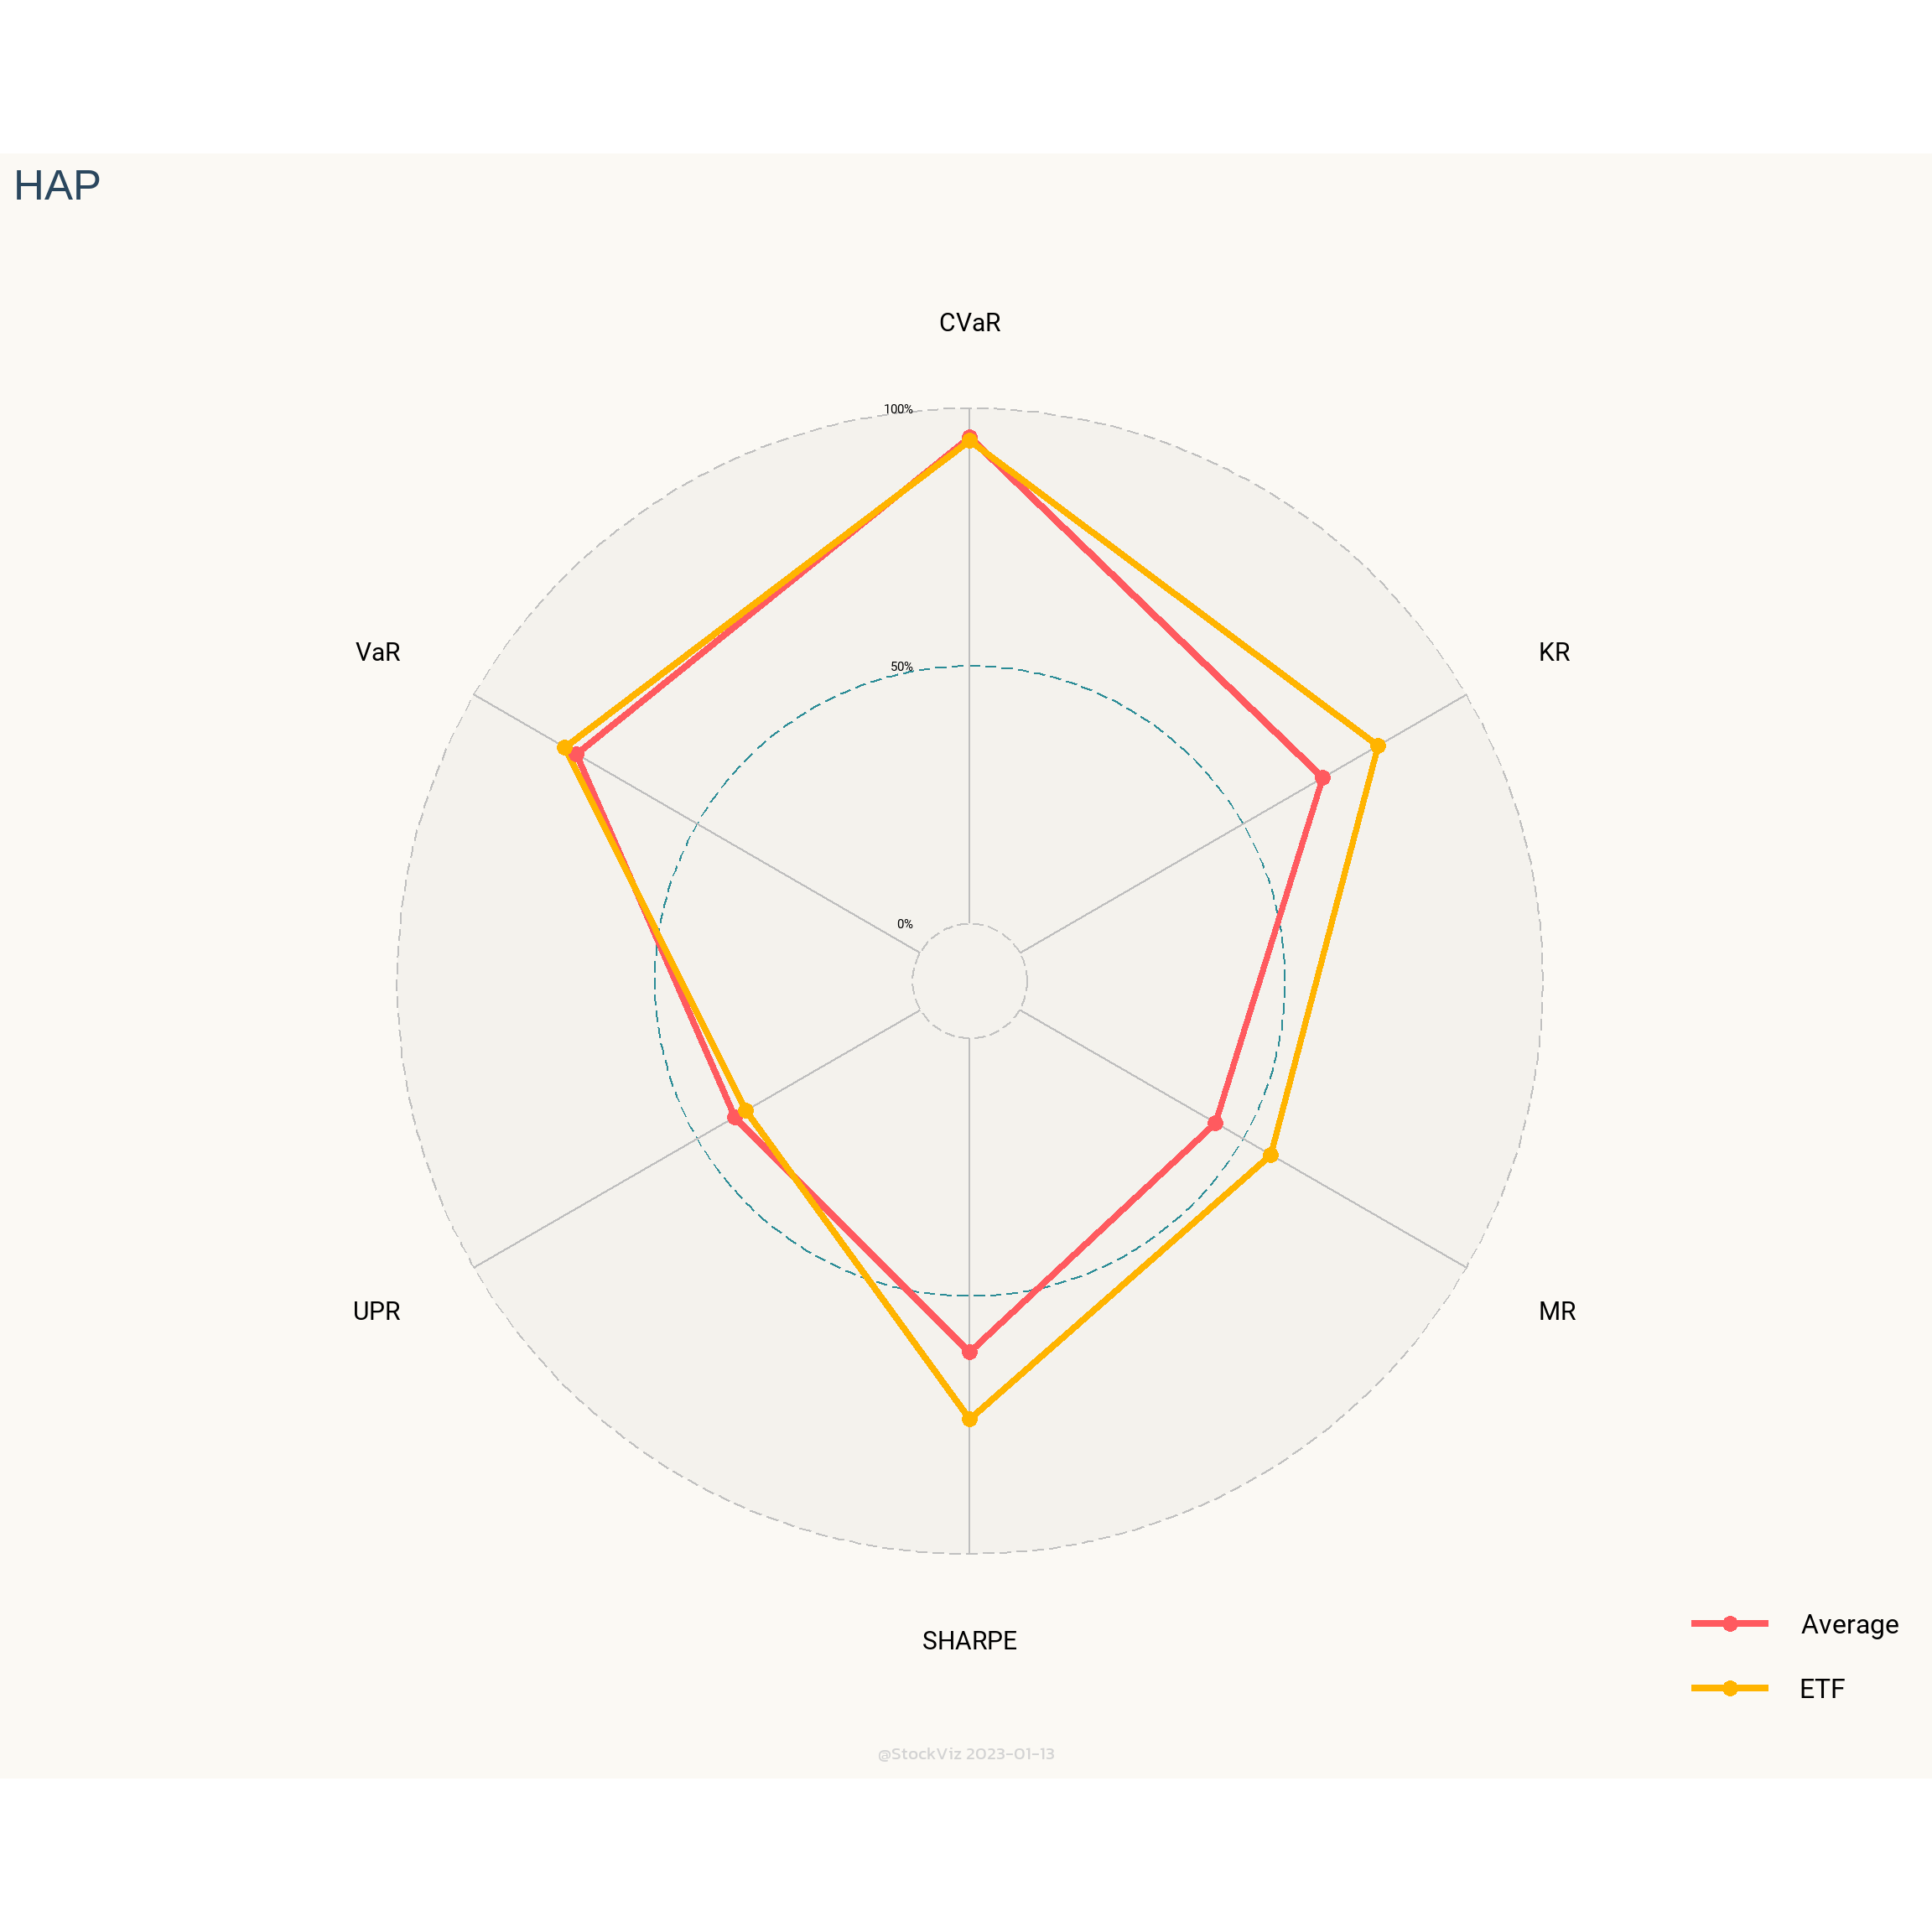 HAP
CVaR
100%
VaR
KR
50%
0%
UPR
MR
SHARPE
Average
ETF
@StockViz 2023-01-13